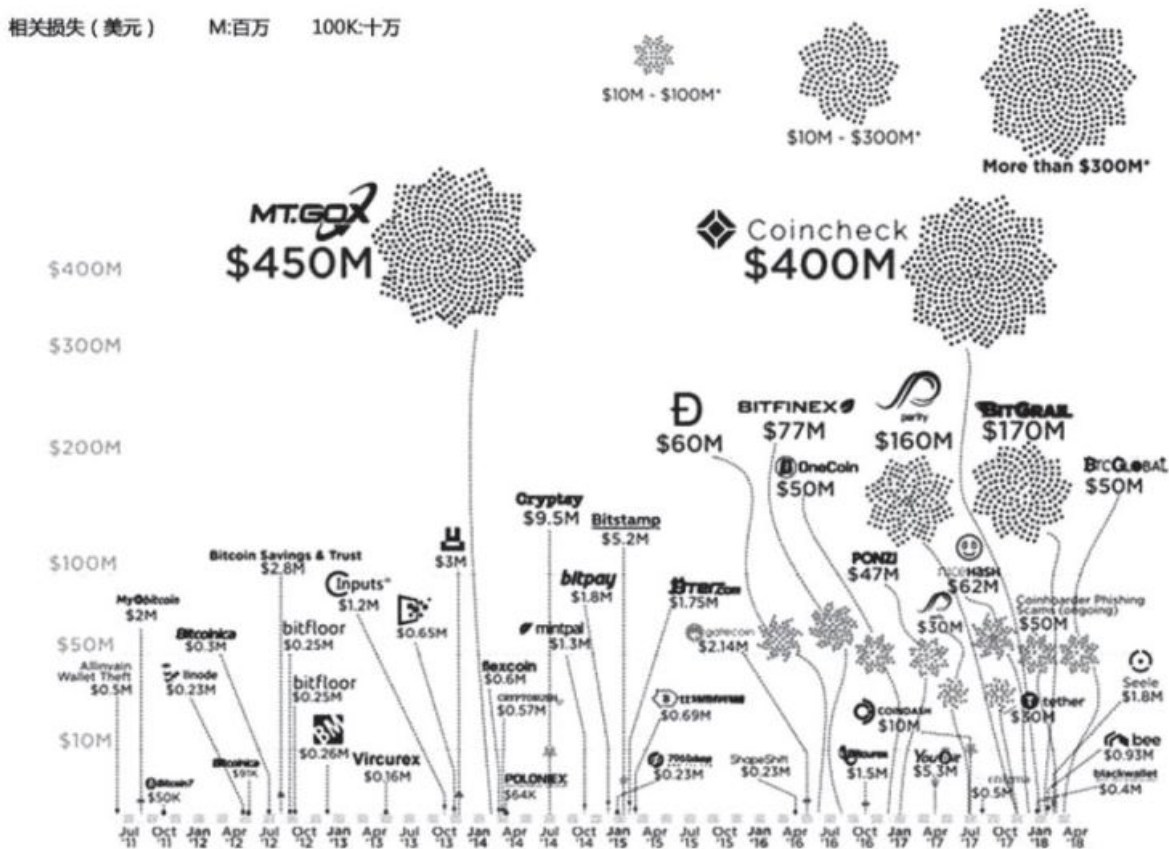 相关损失（美元） M:百万 100K:十万
$10M - $100M*
$10M - $300M*
More than $300M*
MT.GOX
$450M
Coincheck
$400M
$400M
$300M
$200M
$100M
$50M
$10M
Ð
$60M
BITFINEX
$77M
parity
$160M
BITGRAIL
$170M
OneCoin
$50M
BTCGLOBAL
$50M
Cryptsy
$9.5M
Bitstamp
$5.2M
PONZI
$47M
NICEHASH
$62M
Bitcoin Savings & Trust
$2.8M
Inputs
$1.2M
$3M
$0.65M
bitpay
$1.8M
BTER.com
$1.75M
$30M
Coinhoarder Phishing
Scams (ongoing)
$50M
MyBitcoin
$2M
Bitcoinica
$0.3M
bitfloor
$0.25M
mintpal
$1.3M
gatecoin
$2.14M
Allinvain
Wallet Theft
$0.5M
linode
$0.23M
bitfloor
$0.25M
flexcoin
$0.6M
CRYPTORUSH
$0.57M
$0.69M
COINDASH
$10M
tether
$30M
Seele
$1.8M
Bitcoin7
$50K
Bitcoinica
$91K
$0.26M
Vircurex
$0.16M
POLONIEX
$64K
$0.23M
ShapeShift
$0.23M
Bitcurex
$1.5M
Youbit
$5.3M
enigma
$0.5M
bee
$0.93M
blackwallet
$0.4M
Jul Oct Jan Apr Jul Oct Jan Apr Jul Oct Jan Apr Jul Oct Jan Apr Jul Oct Jan Apr Jul Oct Jan Apr Jul Oct Jan Apr
'11 '11 '12 '12 '12 '12 '13 '13 '13 '13 '14 '14 '14 '14 '15 '15 '15 '15 '16 '16 '16 '16 '17 '17 '17 '17 '18 '18